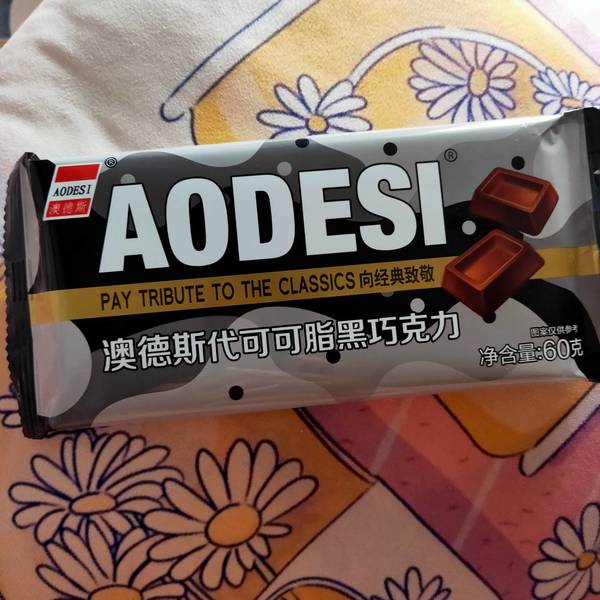 AODESI
澳德斯
®
AODESI®
PAY TRIBUTE TO THE CLASSICS 向经典致敬
澳德斯代可可脂黑巧克力
图案仅供参考
净含量:60克